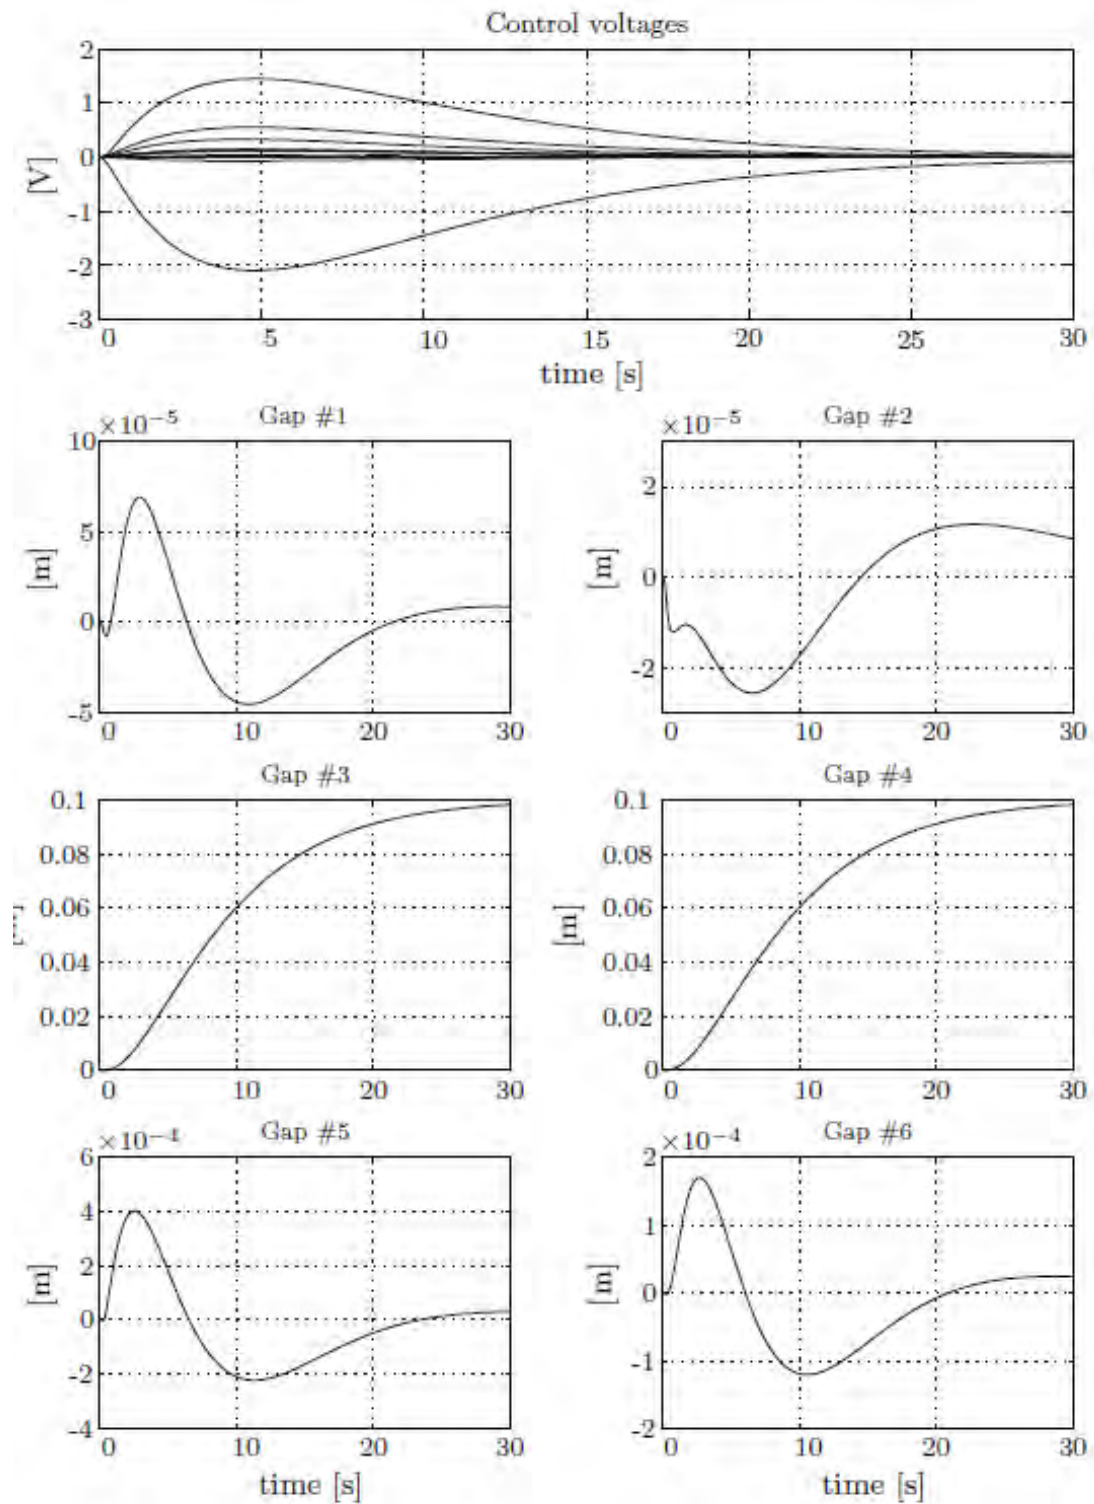 Control voltages
2
1
0
-1
-2
-3
[V]
0 5 10 15 20 25 30
time [s]
Gap #1
×10⁻⁵
10
5
0
-5
[m]
0 10 20 30
Gap #2
×10⁻⁵
2
0
-2
[m]
0 10 20 30
Gap #3
0.1
0.08
0.06
0.04
0.02
0
0 10 20 30
Gap #4
0.1
0.08
0.06
0.04
0.02
0
[m]
0 10 20 30
Gap #5
×10⁻⁴
6
4
2
0
-2
-4
[m]
0 10 20 30
time [s]
Gap #6
×10⁻⁴
2
1
0
-1
-2
[m]
0 10 20 30
time [s]